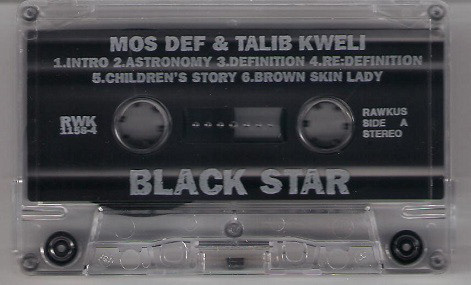 MOS DEF & TALIB KWELI
1.INTRO 2.ASTRONOMY 3.DEFINITION 4.RE:DEFINITION
5.CHILDREN'S STORY 6.BROWN SKIN LADY
RWK
1158-4
RAWKUS
SIDE A
STEREO
BLACK STAR